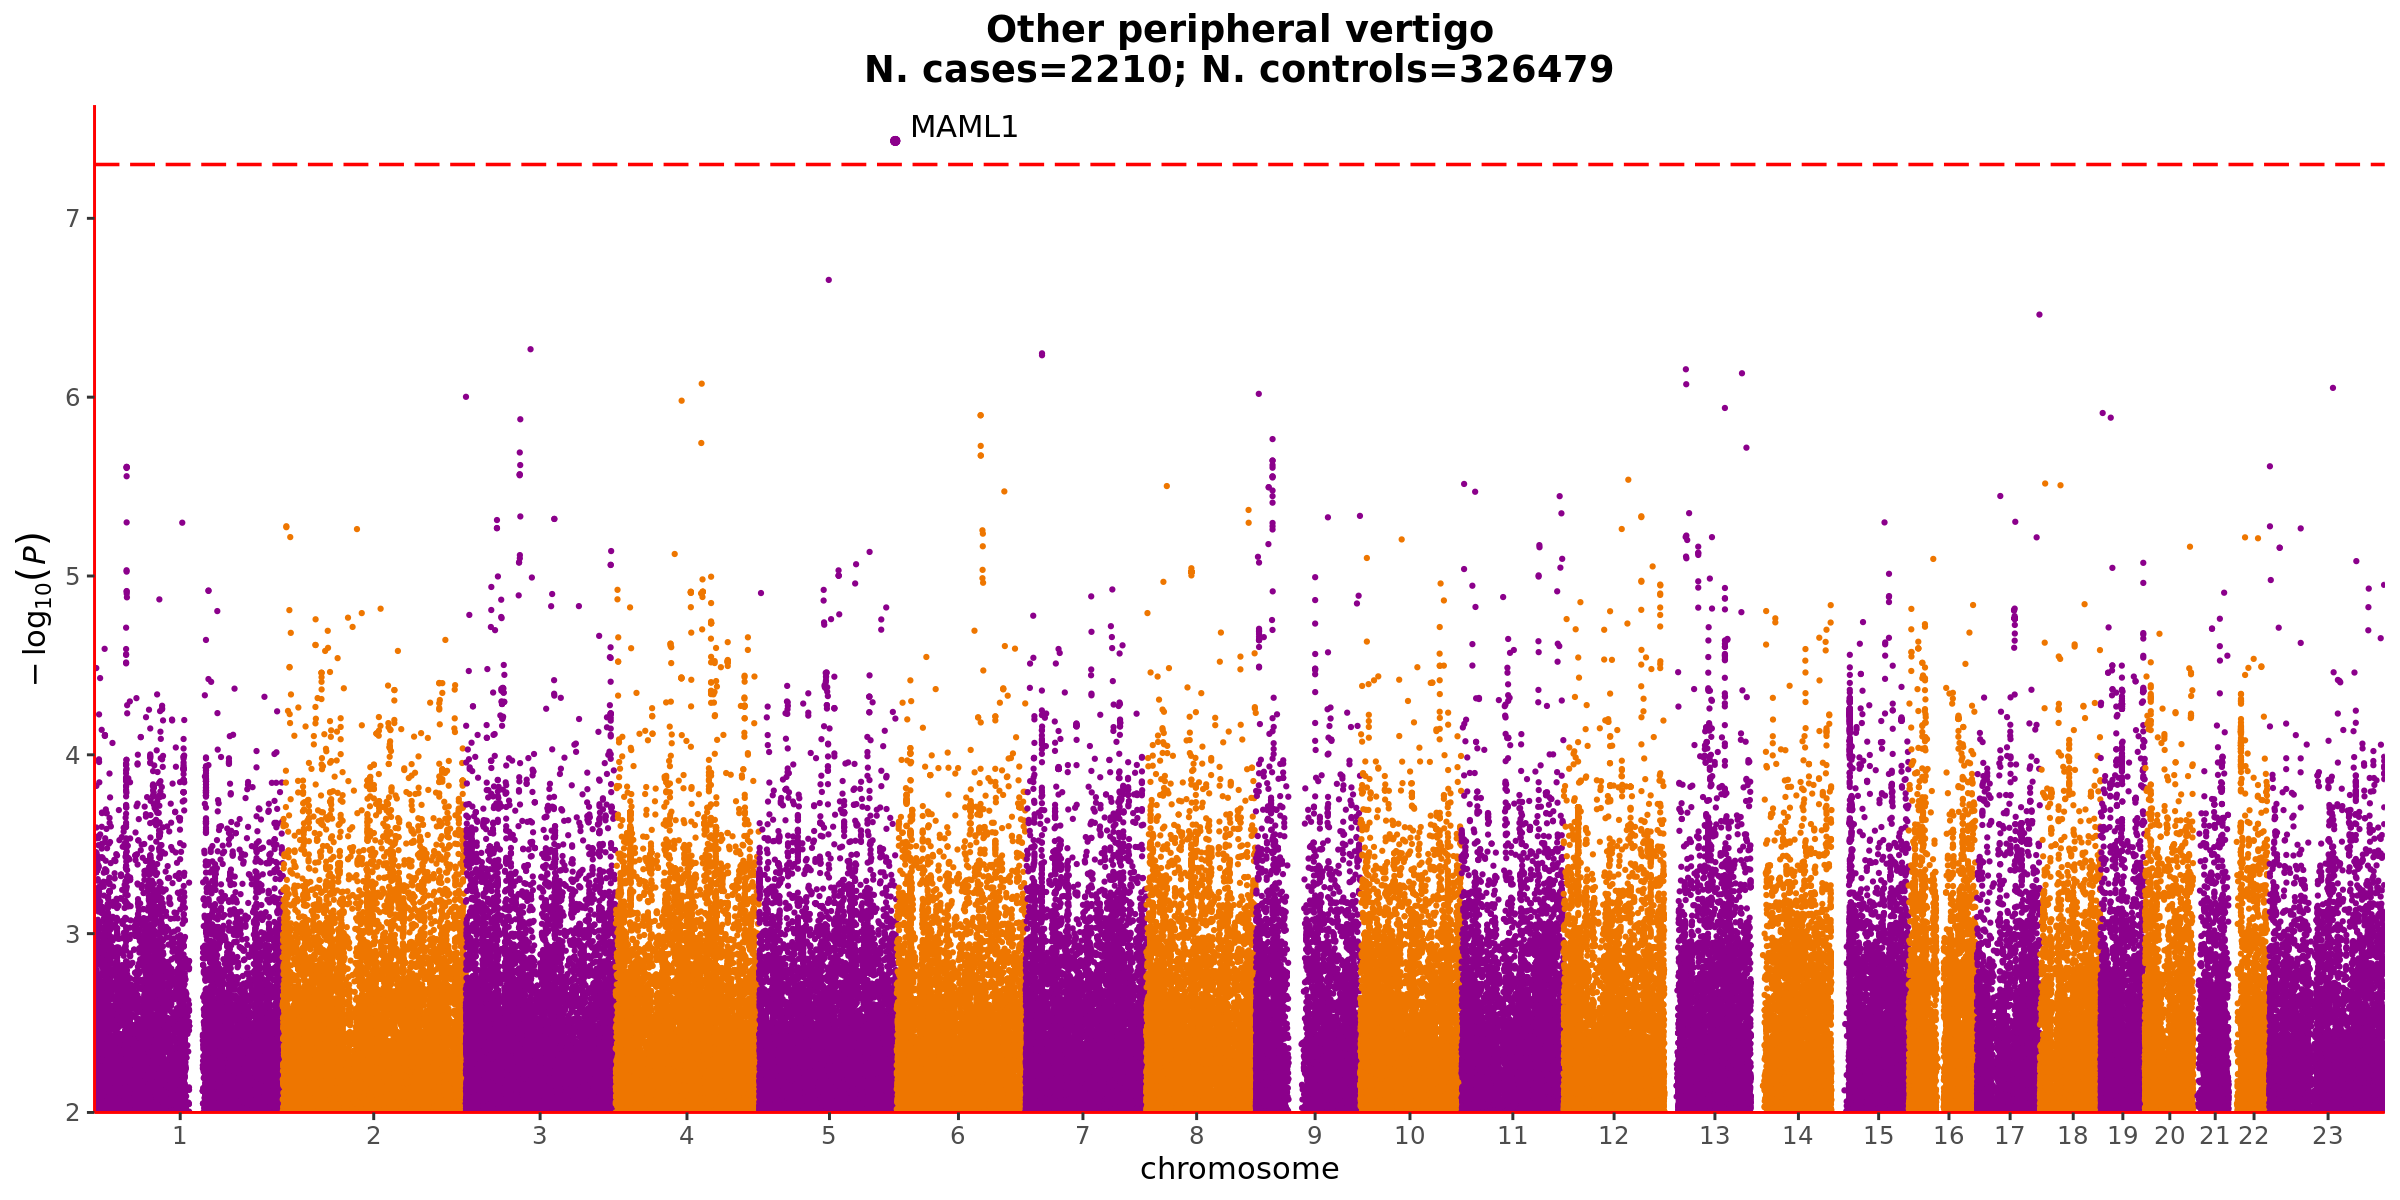 Other peripheral vertigo
N. cases=2210; N. controls=326479
MAML1
7
6
5
4
3
2
−log10(P)
1 2 3 4 5 6 7 8 9 10 11 12 13 14 15 16 17 18 19 20 21 22 23
chromosome